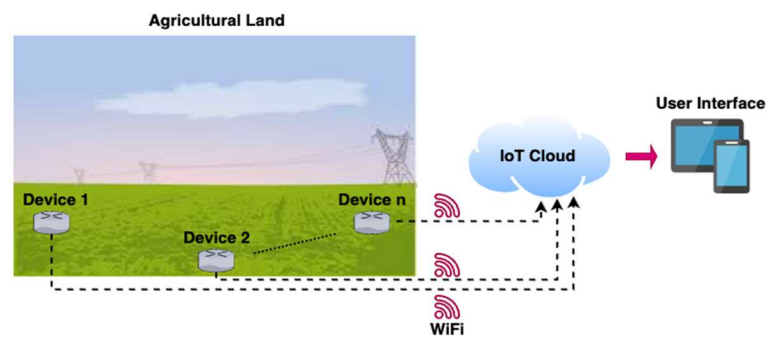 Agricultural Land
User Interface
IoT Cloud
Device 1
Device n
Device 2
WiFi